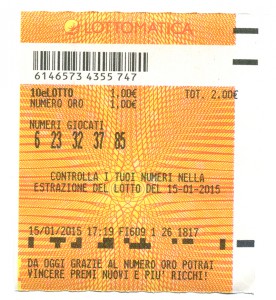 LOTTOMATICA
6146573 4355 747
10eLOTTO 1,00€ TOT. 2,00€
NUMERO ORO 1,00€
NUMERI GIOCATI
6 23 32 37 85
CONTROLLA I TUOI NUMERI NELLA
ESTRAZIONE DEL LOTTO DEL 15-01-2015
15/01/2015 17:19 FI609 1 26 1817
DA OGGI GRAZIE AL NUMERO ORO POTRAI
VINCERE PREMI NUOVI E PIU' RICCHI!